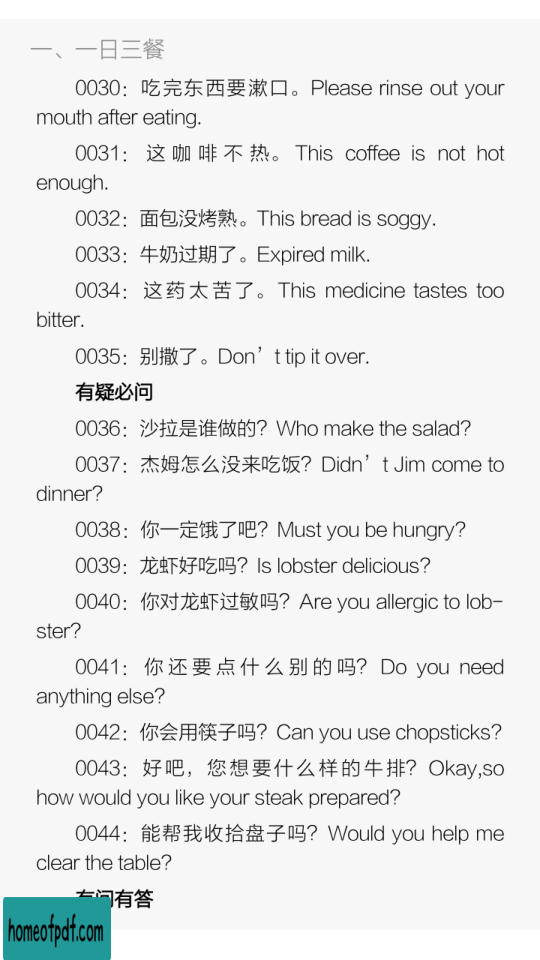 一、一日三餐
0030：吃完东西要漱口。Please rinse out your
mouth after eating.
0031：这咖啡不热。This coffee is not hot
enough.
0032：面包没烤熟。This bread is soggy.
0033：牛奶过期了。Expired milk.
0034：这药太苦了。This medicine tastes too
bitter.
0035：别撒了。Don’t tip it over.
有疑必问
0036：沙拉是谁做的？Who make the salad?
0037：杰姆怎么没来吃饭？Didn’t Jim come to
dinner?
0038：你一定饿了吧？Must you be hungry?
0039：龙虾好吃吗？Is lobster delicious?
0040：你对龙虾过敏吗？Are you allergic to lob-
ster?
0041：你还要点什么别的吗？Do you need
anything else?
0042：你会用筷子吗？Can you use chopsticks?
0043：好吧，您想要什么样的牛排？Okay,so
how would you like your steak prepared?
0044：能帮我收拾盘子吗？Would you help me
clear the table?
有问有答
homeofpdf.com